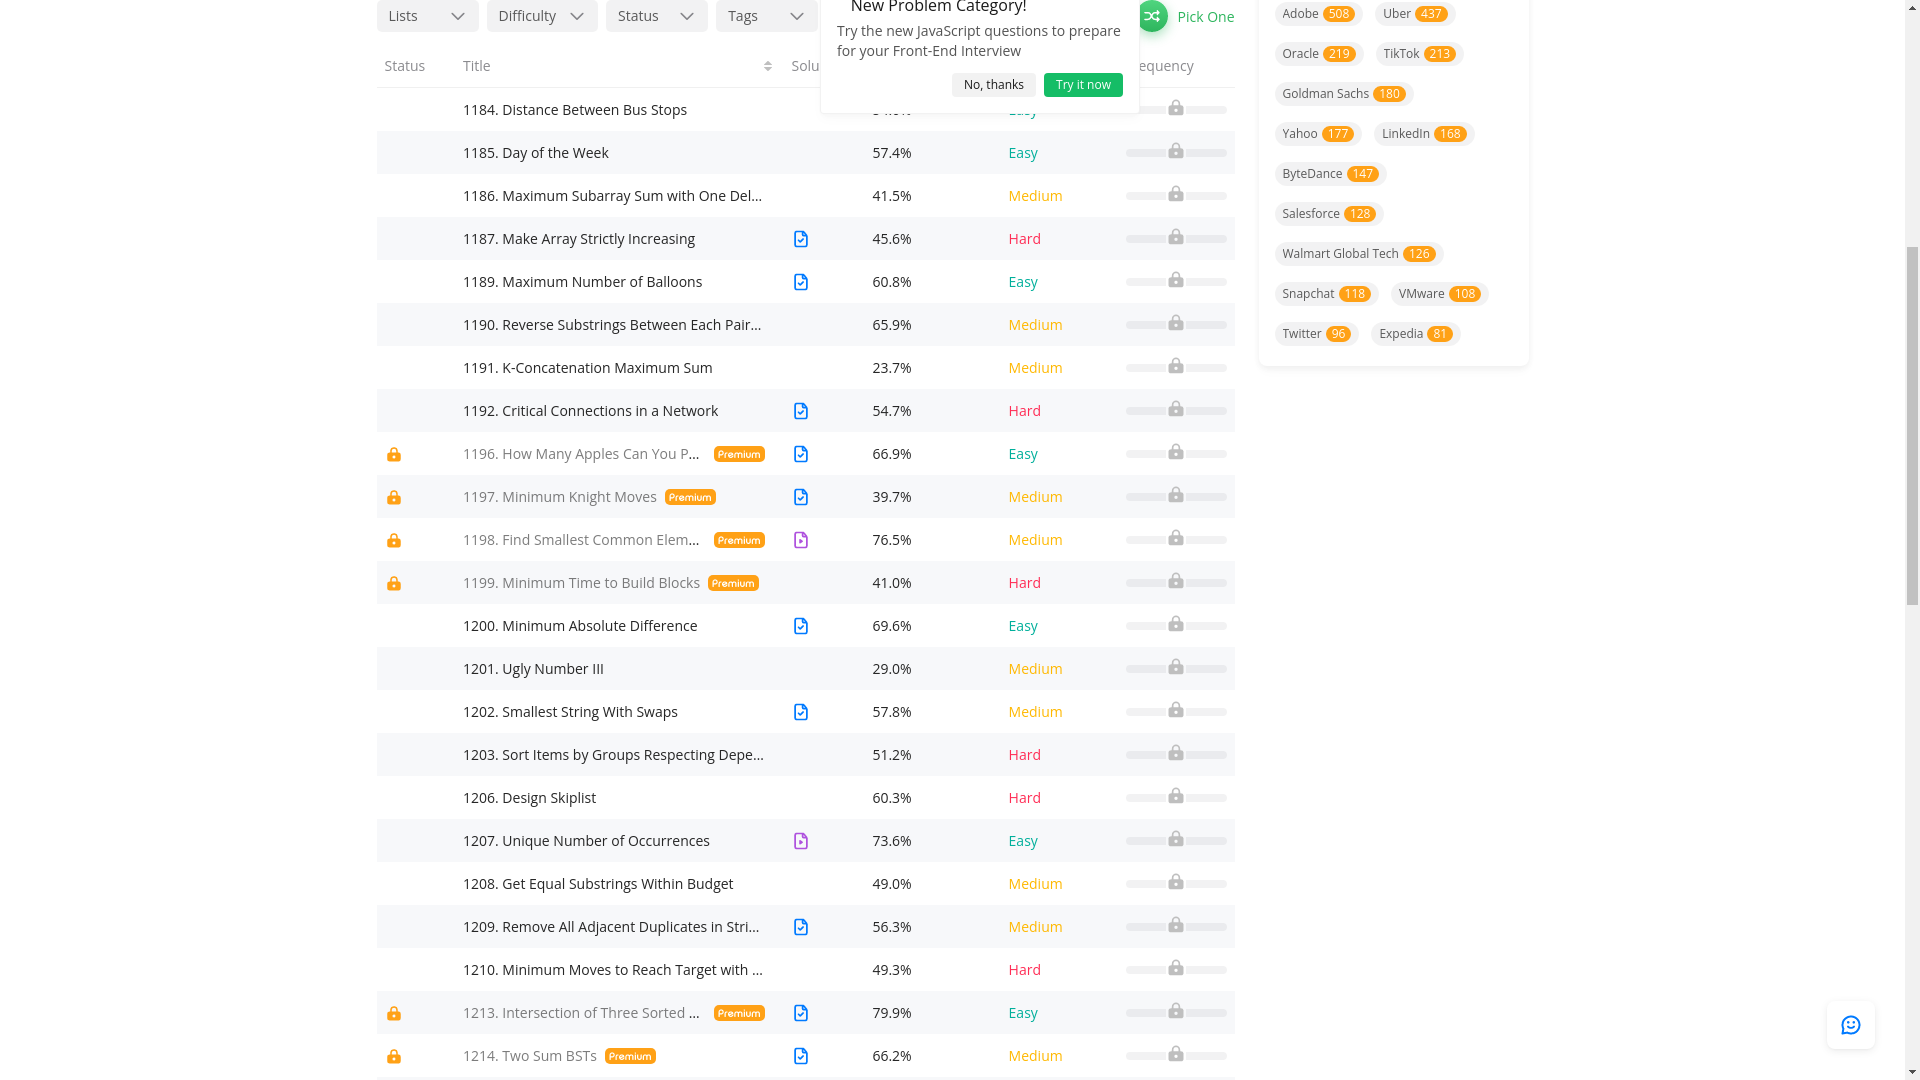 Lists Difficulty Status Tags
New Problem Category!
Try the new JavaScript questions to prepare
for your Front-End Interview
No, thanks Try it now
Pick One
Status Title Solu equency
1184. Distance Between Bus Stops Easy
1185. Day of the Week 57.4% Easy
1186. Maximum Subarray Sum with One Del... 41.5% Medium
1187. Make Array Strictly Increasing 45.6% Hard
1189. Maximum Number of Balloons 60.8% Easy
1190. Reverse Substrings Between Each Pair... 65.9% Medium
1191. K-Concatenation Maximum Sum 23.7% Medium
1192. Critical Connections in a Network 54.7% Hard
1196. How Many Apples Can You P... Premium 66.9% Easy
1197. Minimum Knight Moves Premium 39.7% Medium
1198. Find Smallest Common Elem... Premium 76.5% Medium
1199. Minimum Time to Build Blocks Premium 41.0% Hard
1200. Minimum Absolute Difference 69.6% Easy
1201. Ugly Number III 29.0% Medium
1202. Smallest String With Swaps 57.8% Medium
1203. Sort Items by Groups Respecting Depe... 51.2% Hard
1206. Design Skiplist 60.3% Hard
1207. Unique Number of Occurrences 73.6% Easy
1208. Get Equal Substrings Within Budget 49.0% Medium
1209. Remove All Adjacent Duplicates in Stri... 56.3% Medium
1210. Minimum Moves to Reach Target with ... 49.3% Hard
1213. Intersection of Three Sorted ... Premium 79.9% Easy
1214. Two Sum BSTs Premium 66.2% Medium
Adobe 508 Uber 437
Oracle 219 TikTok 213
Goldman Sachs 180
Yahoo 177 LinkedIn 168
ByteDance 147
Salesforce 128
Walmart Global Tech 126
Snapchat 118 VMware 108
Twitter 96 Expedia 81